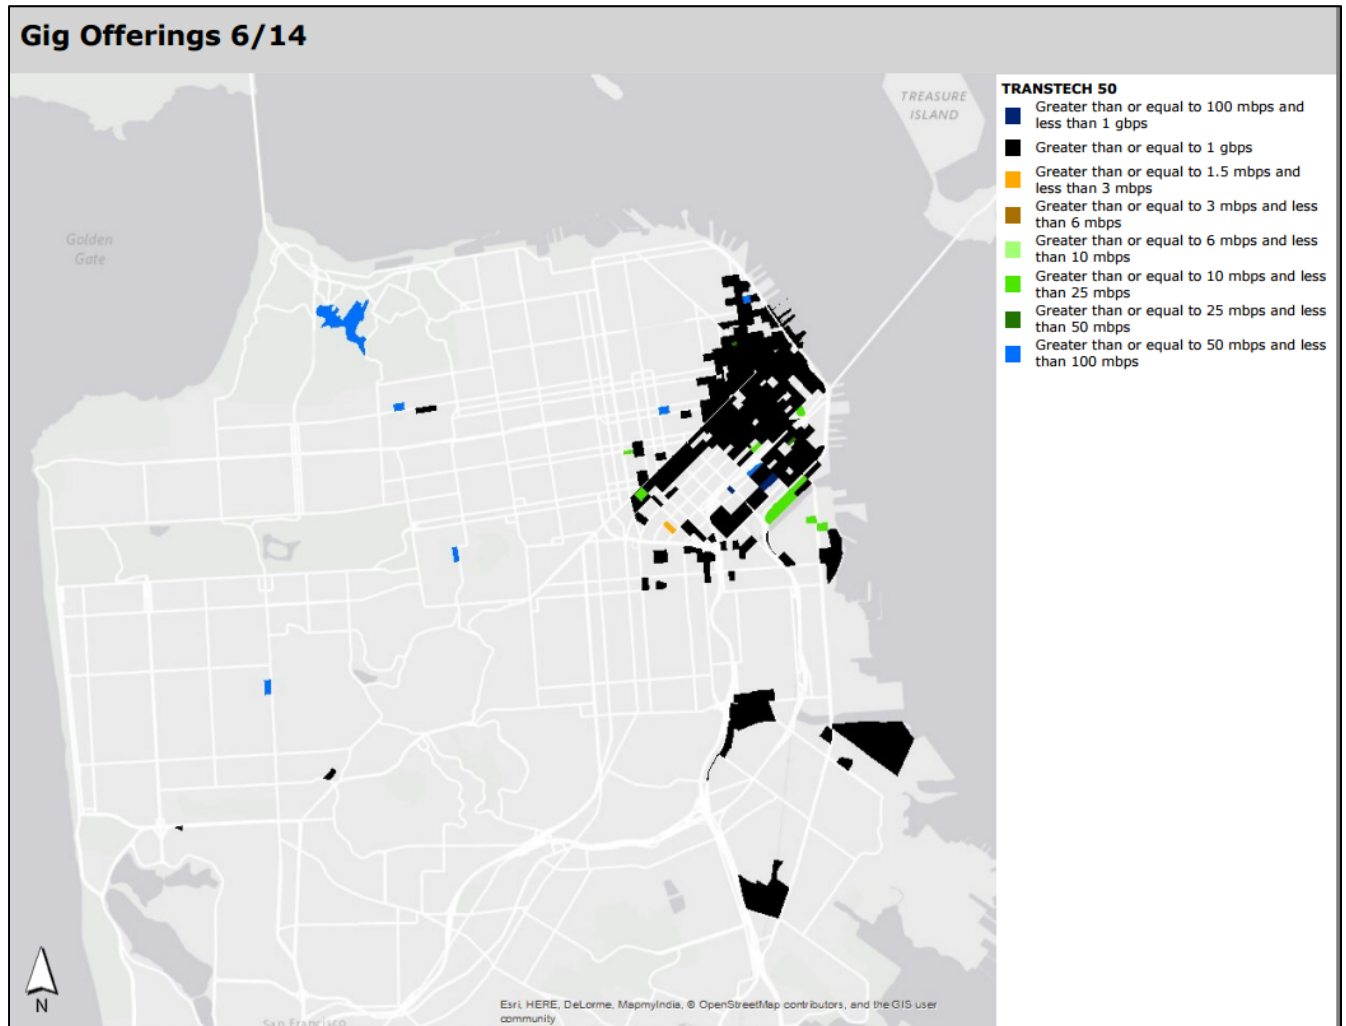 Gig Offerings 6/14
TREASURE
ISLAND
Golden
Gate
San Francisco
N
Esri, HERE, DeLorme, MapmyIndia, © OpenStreetMap contributors, and the GIS user
community
TRANSTECH 50
Greater than or equal to 100 mbps and
less than 1 gbps
Greater than or equal to 1 gbps
Greater than or equal to 1.5 mbps and
less than 3 mbps
Greater than or equal to 3 mbps and less
than 6 mbps
Greater than or equal to 6 mbps and less
than 10 mbps
Greater than or equal to 10 mbps and less
than 25 mbps
Greater than or equal to 25 mbps and less
than 50 mbps
Greater than or equal to 50 mbps and less
than 100 mbps